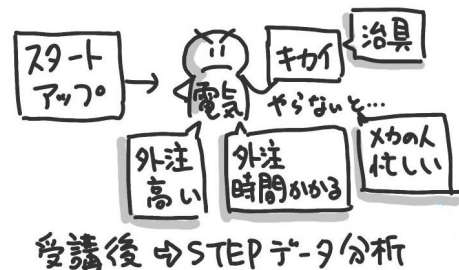 スタート
アップ
電気
キカイ
治具
やらないと…
外注
高い
外注
時間かかる
メカの人
忙しい
受講後 ⇨ STEPデータ分析